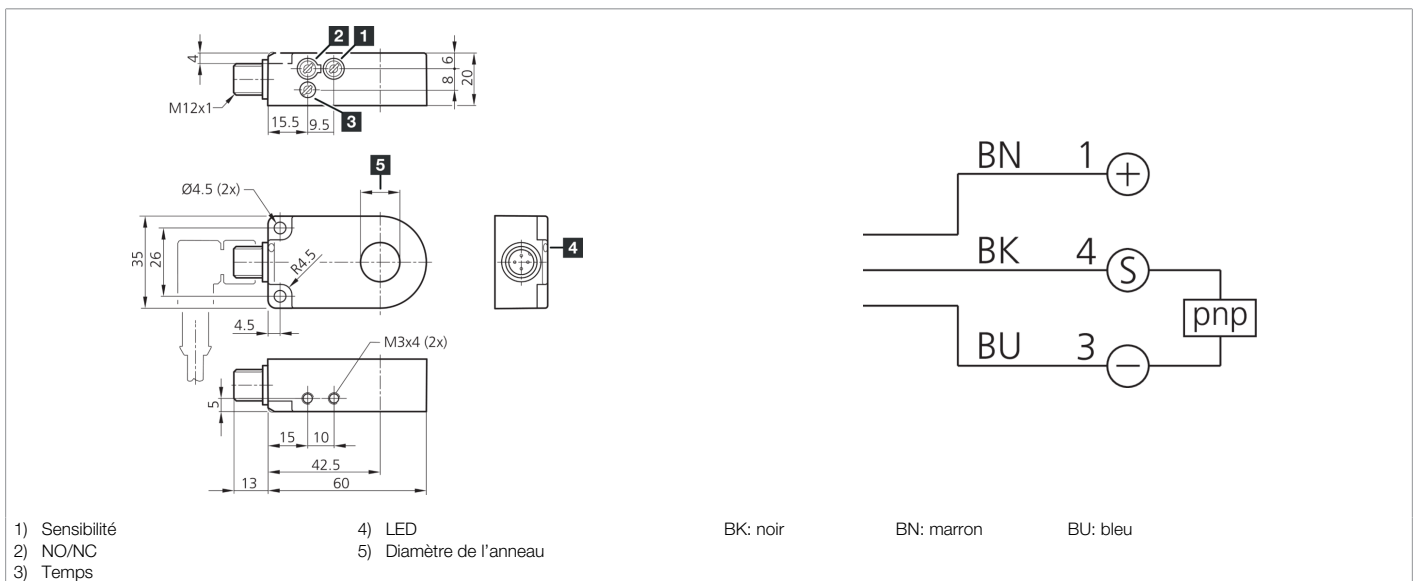 2 1
4
6
8
20
M12x1
15.5 9.5 3
5
Ø4.5 (2x)
35
26
R4.5
4
4.5
M3x4 (2x)
5
15 10
42.5
13 60
BN 1 +
BK 4 S
pnp
BU 3 −
1) Sensibilité
2) NO/NC
3) Temps
4) LED
5) Diamètre de l'anneau
BK: noir BN: marron BU: bleu